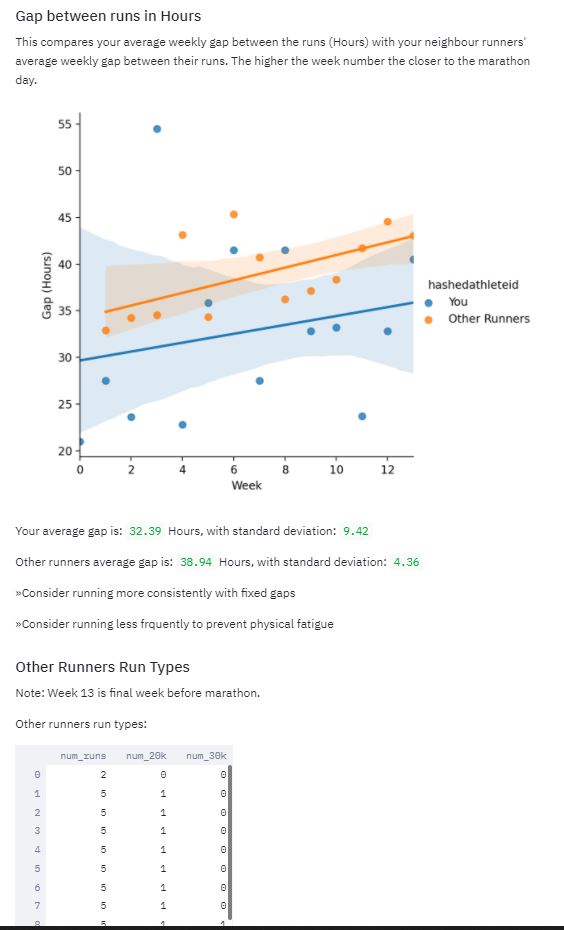 Gap between runs in Hours
This compares your average weekly gap between the runs (Hours) with your neighbour runners'
average weekly gap between their runs. The higher the week number the closer to the marathon
day.
55
50
45
40
35
30
25
20
Gap (Hours)
0 2 4 6 8 10 12
Week
hashedathleteid
You
Other Runners
Your average gap is: 32.39 Hours, with standard deviation: 9.42
Other runners average gap is: 38.94 Hours, with standard deviation: 4.36
»Consider running more consistently with fixed gaps
»Consider running less frquently to prevent physical fatigue
Other Runners Run Types
Note: Week 13 is final week before marathon.
Other runners run types:
num_runs num_20k num_30k
0 2 0 0
1 5 1 0
2 5 1 0
3 5 1 0
4 5 1 0
5 5 1 0
6 5 1 0
7 5 1 0
8 5 1 1